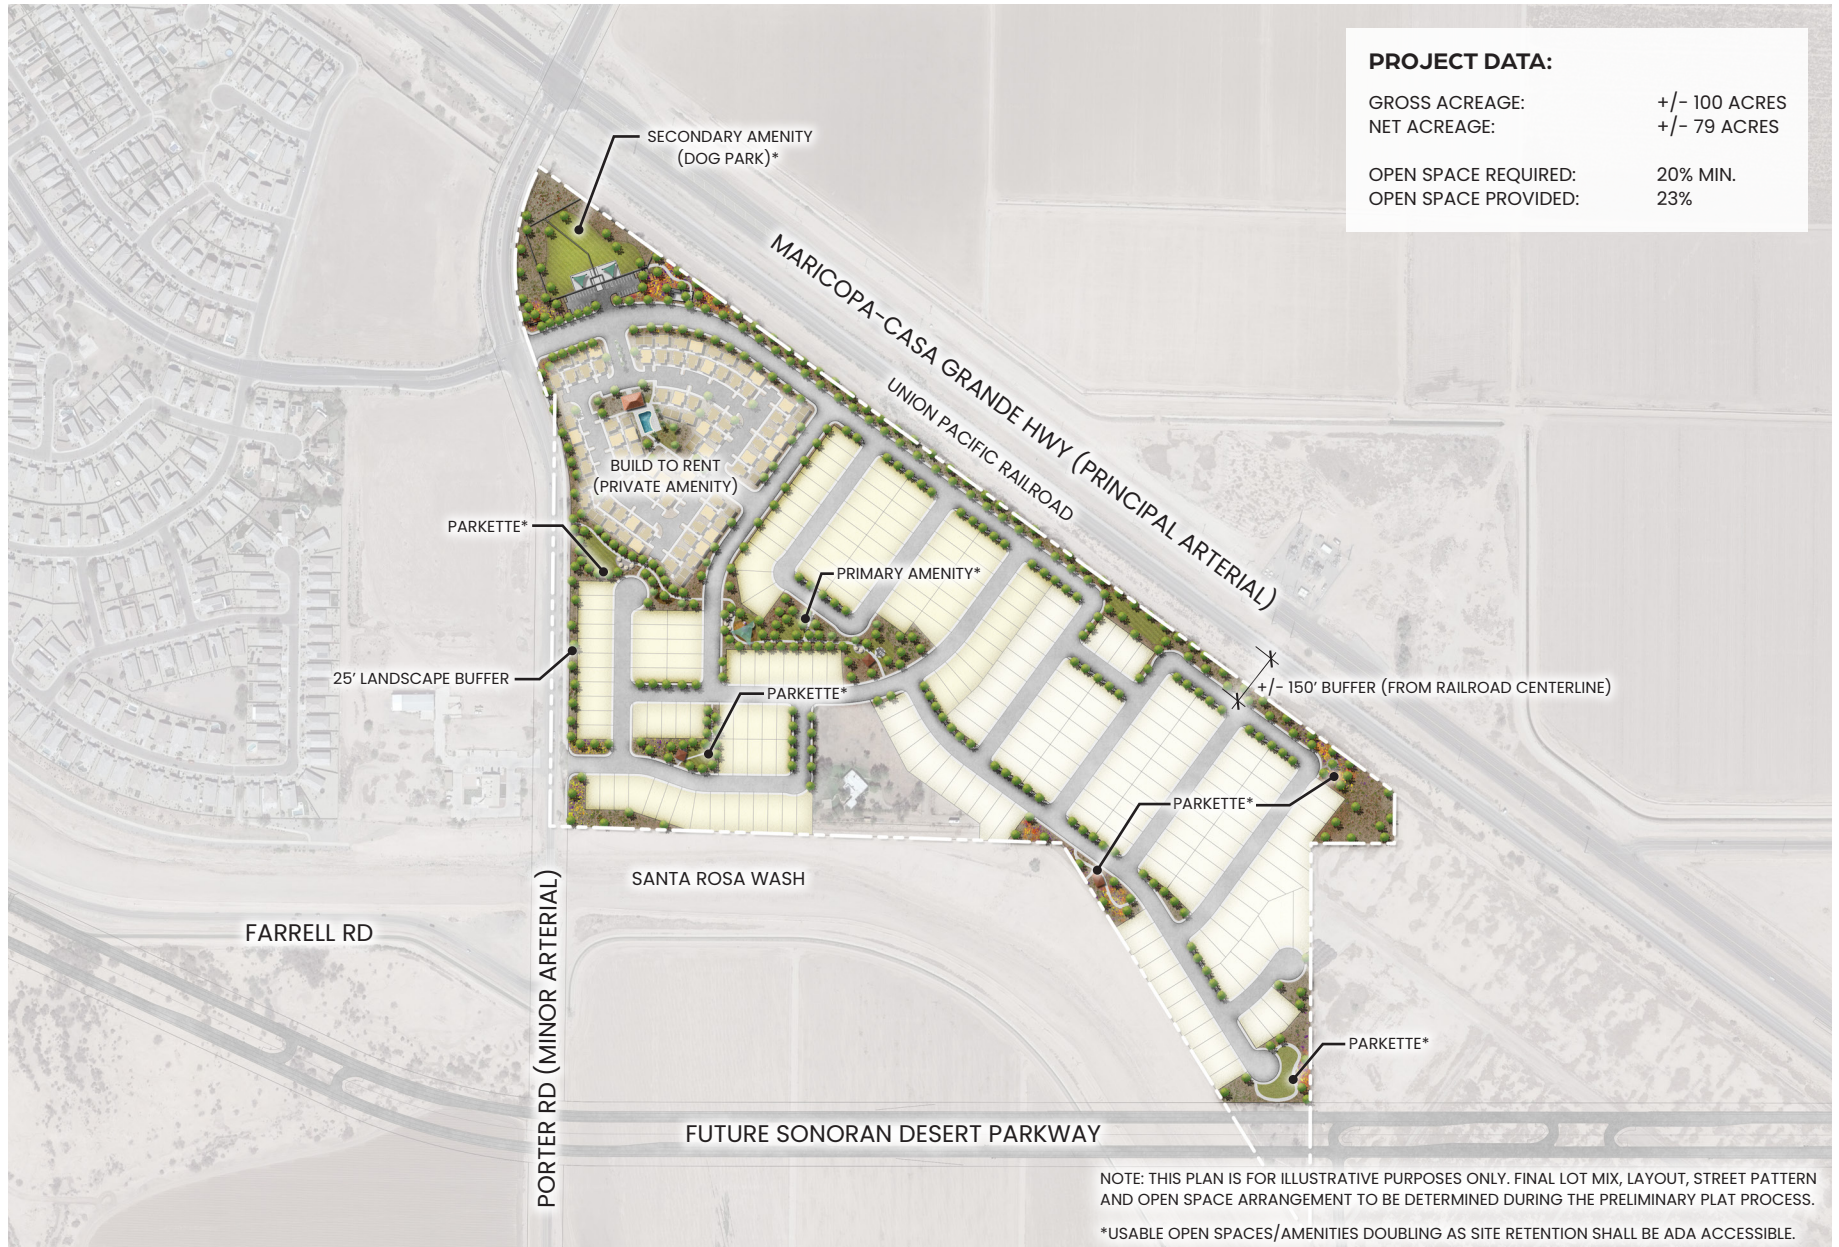 PROJECT DATA:
GROSS ACREAGE: +/- 100 ACRES
NET ACREAGE: +/- 79 ACRES
OPEN SPACE REQUIRED: 20% MIN.
OPEN SPACE PROVIDED: 23%
SECONDARY AMENITY
(DOG PARK)*
MARICOPA-CASA GRANDE HWY (PRINCIPAL ARTERIAL)
UNION PACIFIC RAILROAD
BUILD TO RENT
(PRIVATE AMENITY)
PARKETTE*
PRIMARY AMENITY*
25' LANDSCAPE BUFFER
PARKETTE*
+/- 150' BUFFER (FROM RAILROAD CENTERLINE)
PARKETTE*
SANTA ROSA WASH
FARRELL RD
PORTER RD (MINOR ARTERIAL)
PARKETTE*
FUTURE SONORAN DESERT PARKWAY
NOTE: THIS PLAN IS FOR ILLUSTRATIVE PURPOSES ONLY. FINAL LOT MIX, LAYOUT, STREET PATTERN
AND OPEN SPACE ARRANGEMENT TO BE DETERMINED DURING THE PRELIMINARY PLAT PROCESS.
*USABLE OPEN SPACES/AMENITIES DOUBLING AS SITE RETENTION SHALL BE ADA ACCESSIBLE.